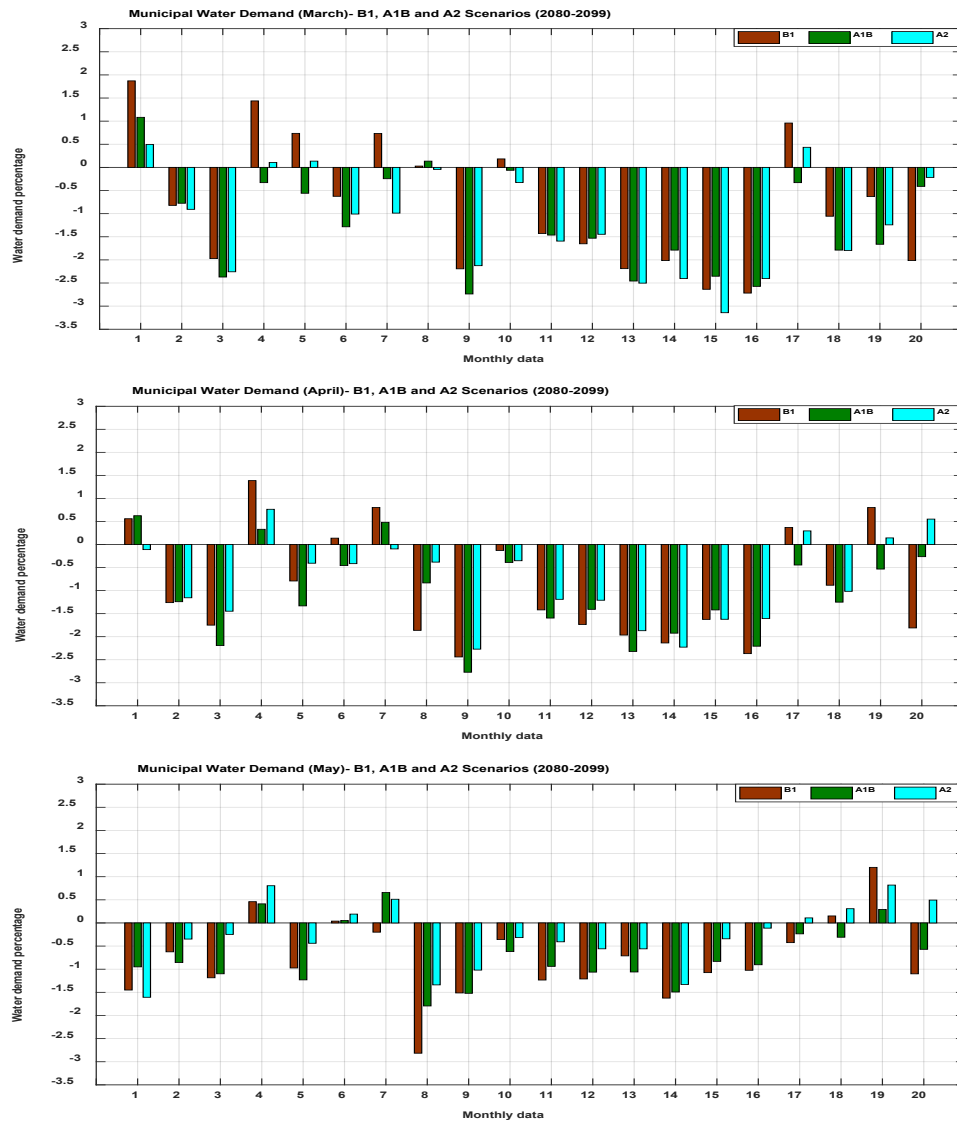 Municipal Water Demand (March)- B1, A1B and A2 Scenarios (2080-2099)
B1 A1B A2
3
2.5
2
1.5
1
0.5
0
-0.5
-1
-1.5
-2
-2.5
-3
-3.5
Water demand percentage
1 2 3 4 5 6 7 8 9 10 11 12 13 14 15 16 17 18 19 20
Monthly data
Municipal Water Demand (April)- B1, A1B and A2 Scenarios (2080-2099)
B1 A1B A2
3
2.5
2
1.5
1
0.5
0
-0.5
-1
-1.5
-2
-2.5
-3
-3.5
Water demand percentage
1 2 3 4 5 6 7 8 9 10 11 12 13 14 15 16 17 18 19 20
Monthly data
Municipal Water Demand (May)- B1, A1B and A2 Scenarios (2080-2099)
B1 A1B A2
3
2.5
2
1.5
1
0.5
0
-0.5
-1
-1.5
-2
-2.5
-3
-3.5
Water demand percentage
1 2 3 4 5 6 7 8 9 10 11 12 13 14 15 16 17 18 19 20
Monthly data